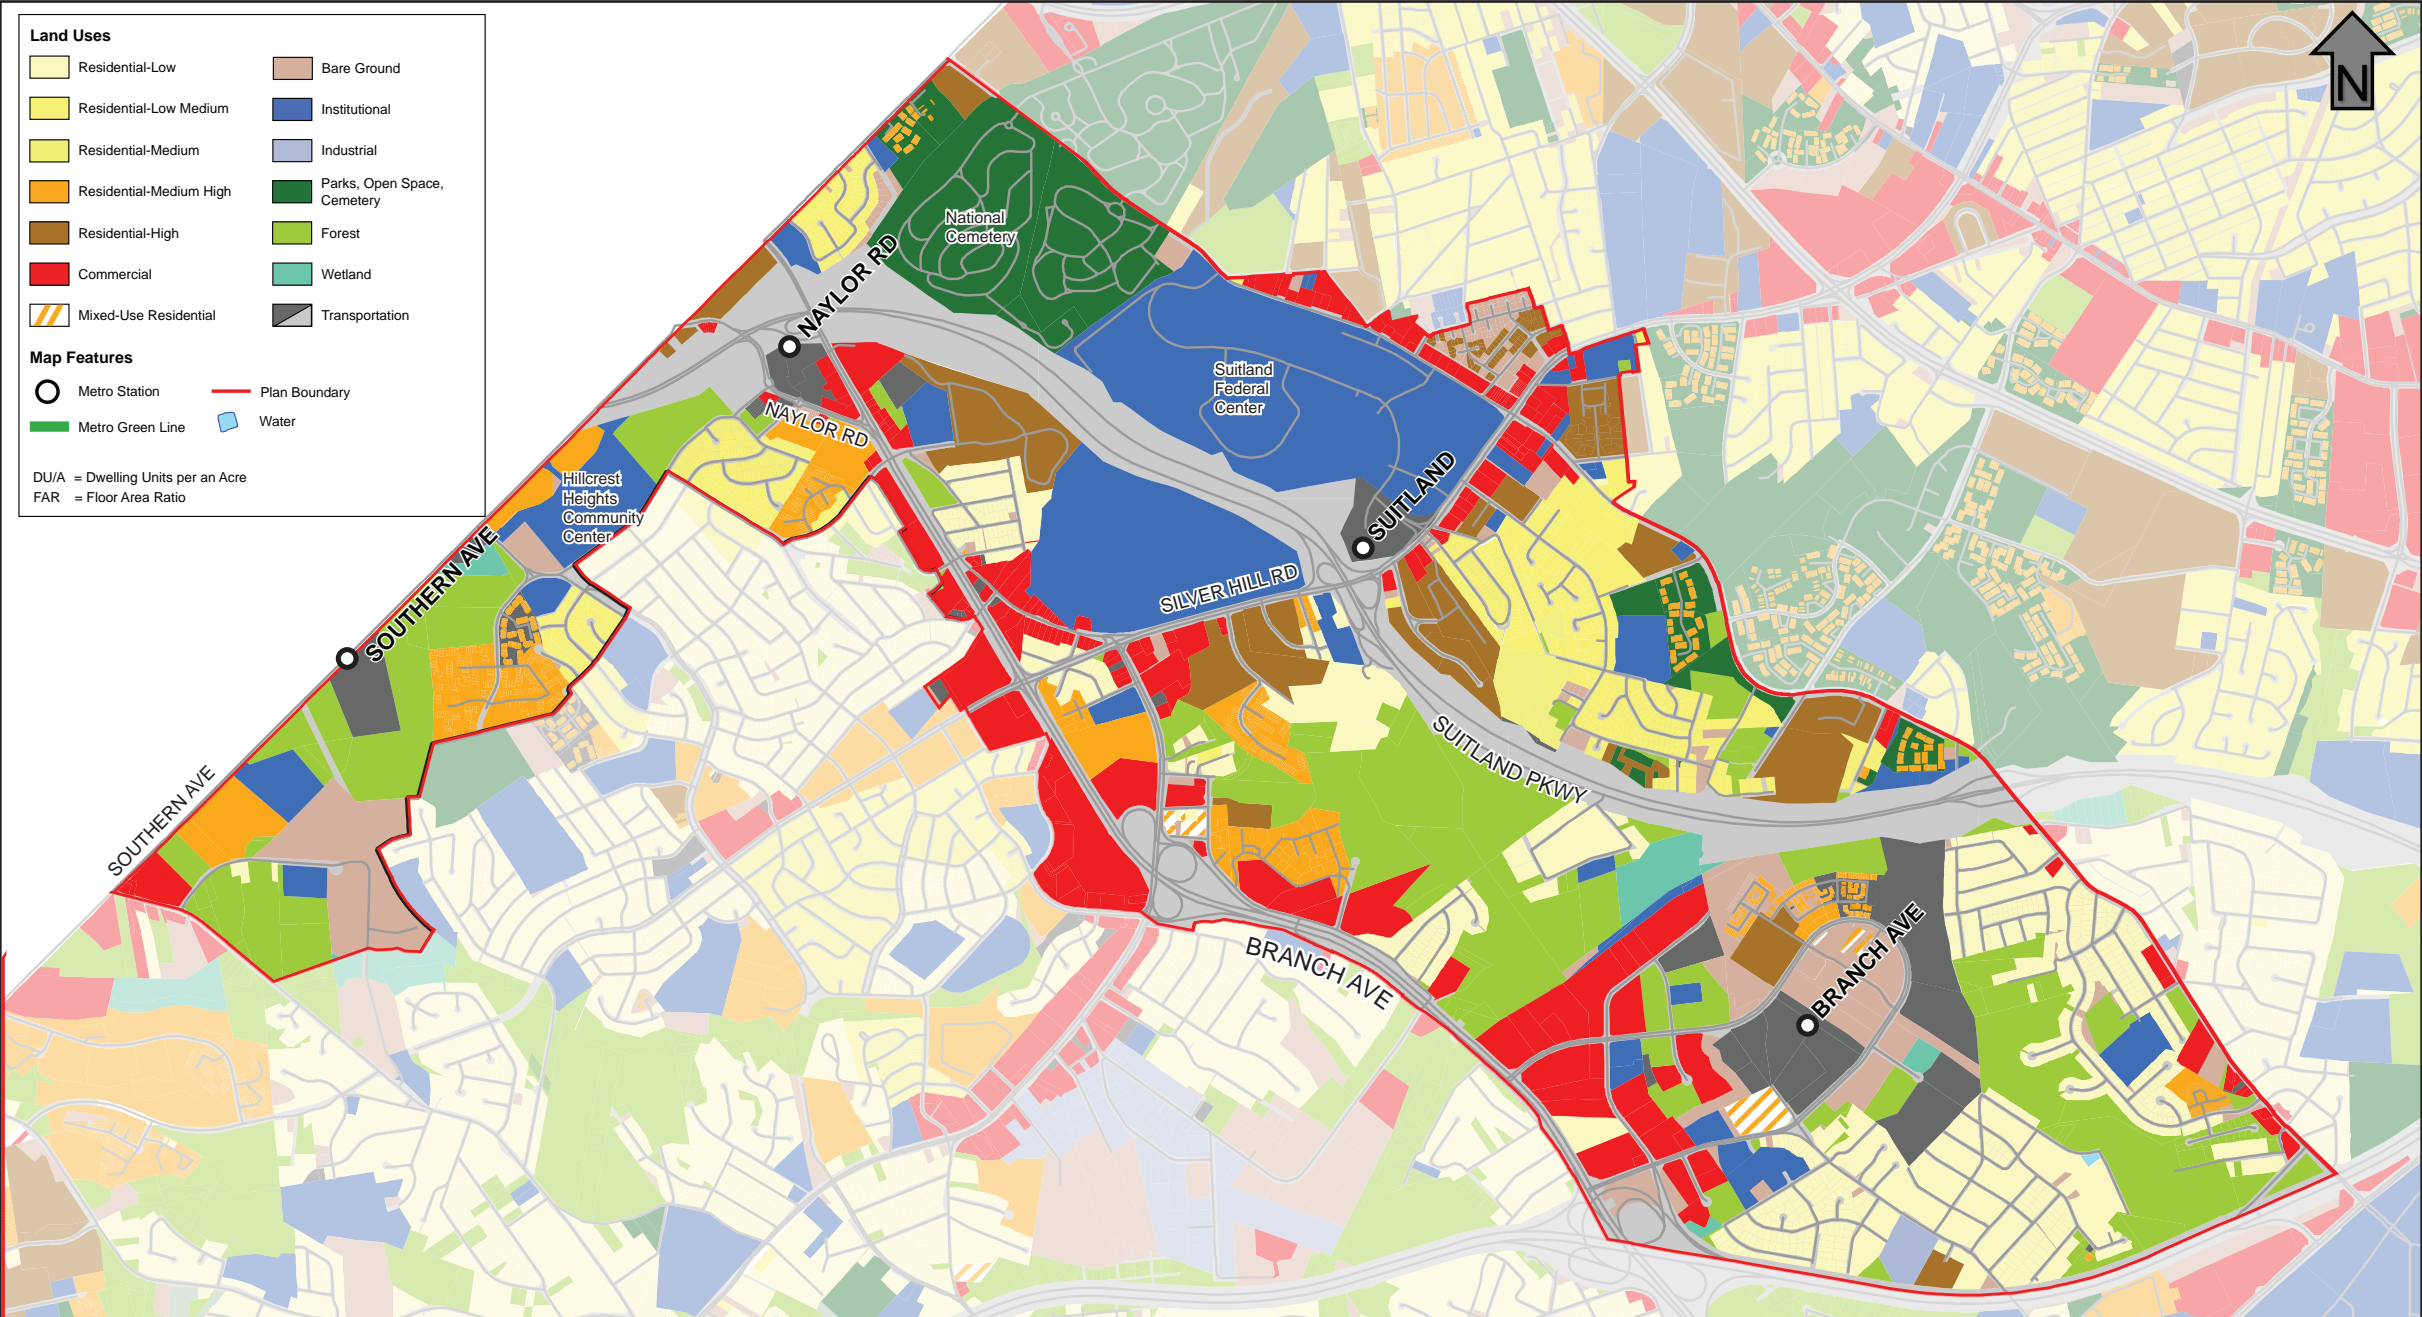 Land Uses
Residential-Low
Residential-Low Medium
Residential-Medium
Residential-Medium High
Residential-High
Commercial
Mixed-Use Residential
Bare Ground
Institutional
Industrial
Parks, Open Space,
Cemetery
Forest
Wetland
Transportation
Map Features
Metro Station
Metro Green Line
Plan Boundary
Water
DU/A = Dwelling Units per an Acre
FAR = Floor Area Ratio
N
National
Cemetery
NAYLOR RD
Suitland
Federal
Center
NAYLOR RD
SUITLAND
Hillcrest
Heights
Community
Center
SOUTHERN AVE
SILVER HILL RD
SUITLAND PKWY
SOUTHERN AVE
BRANCH AVE
BRANCH AVE